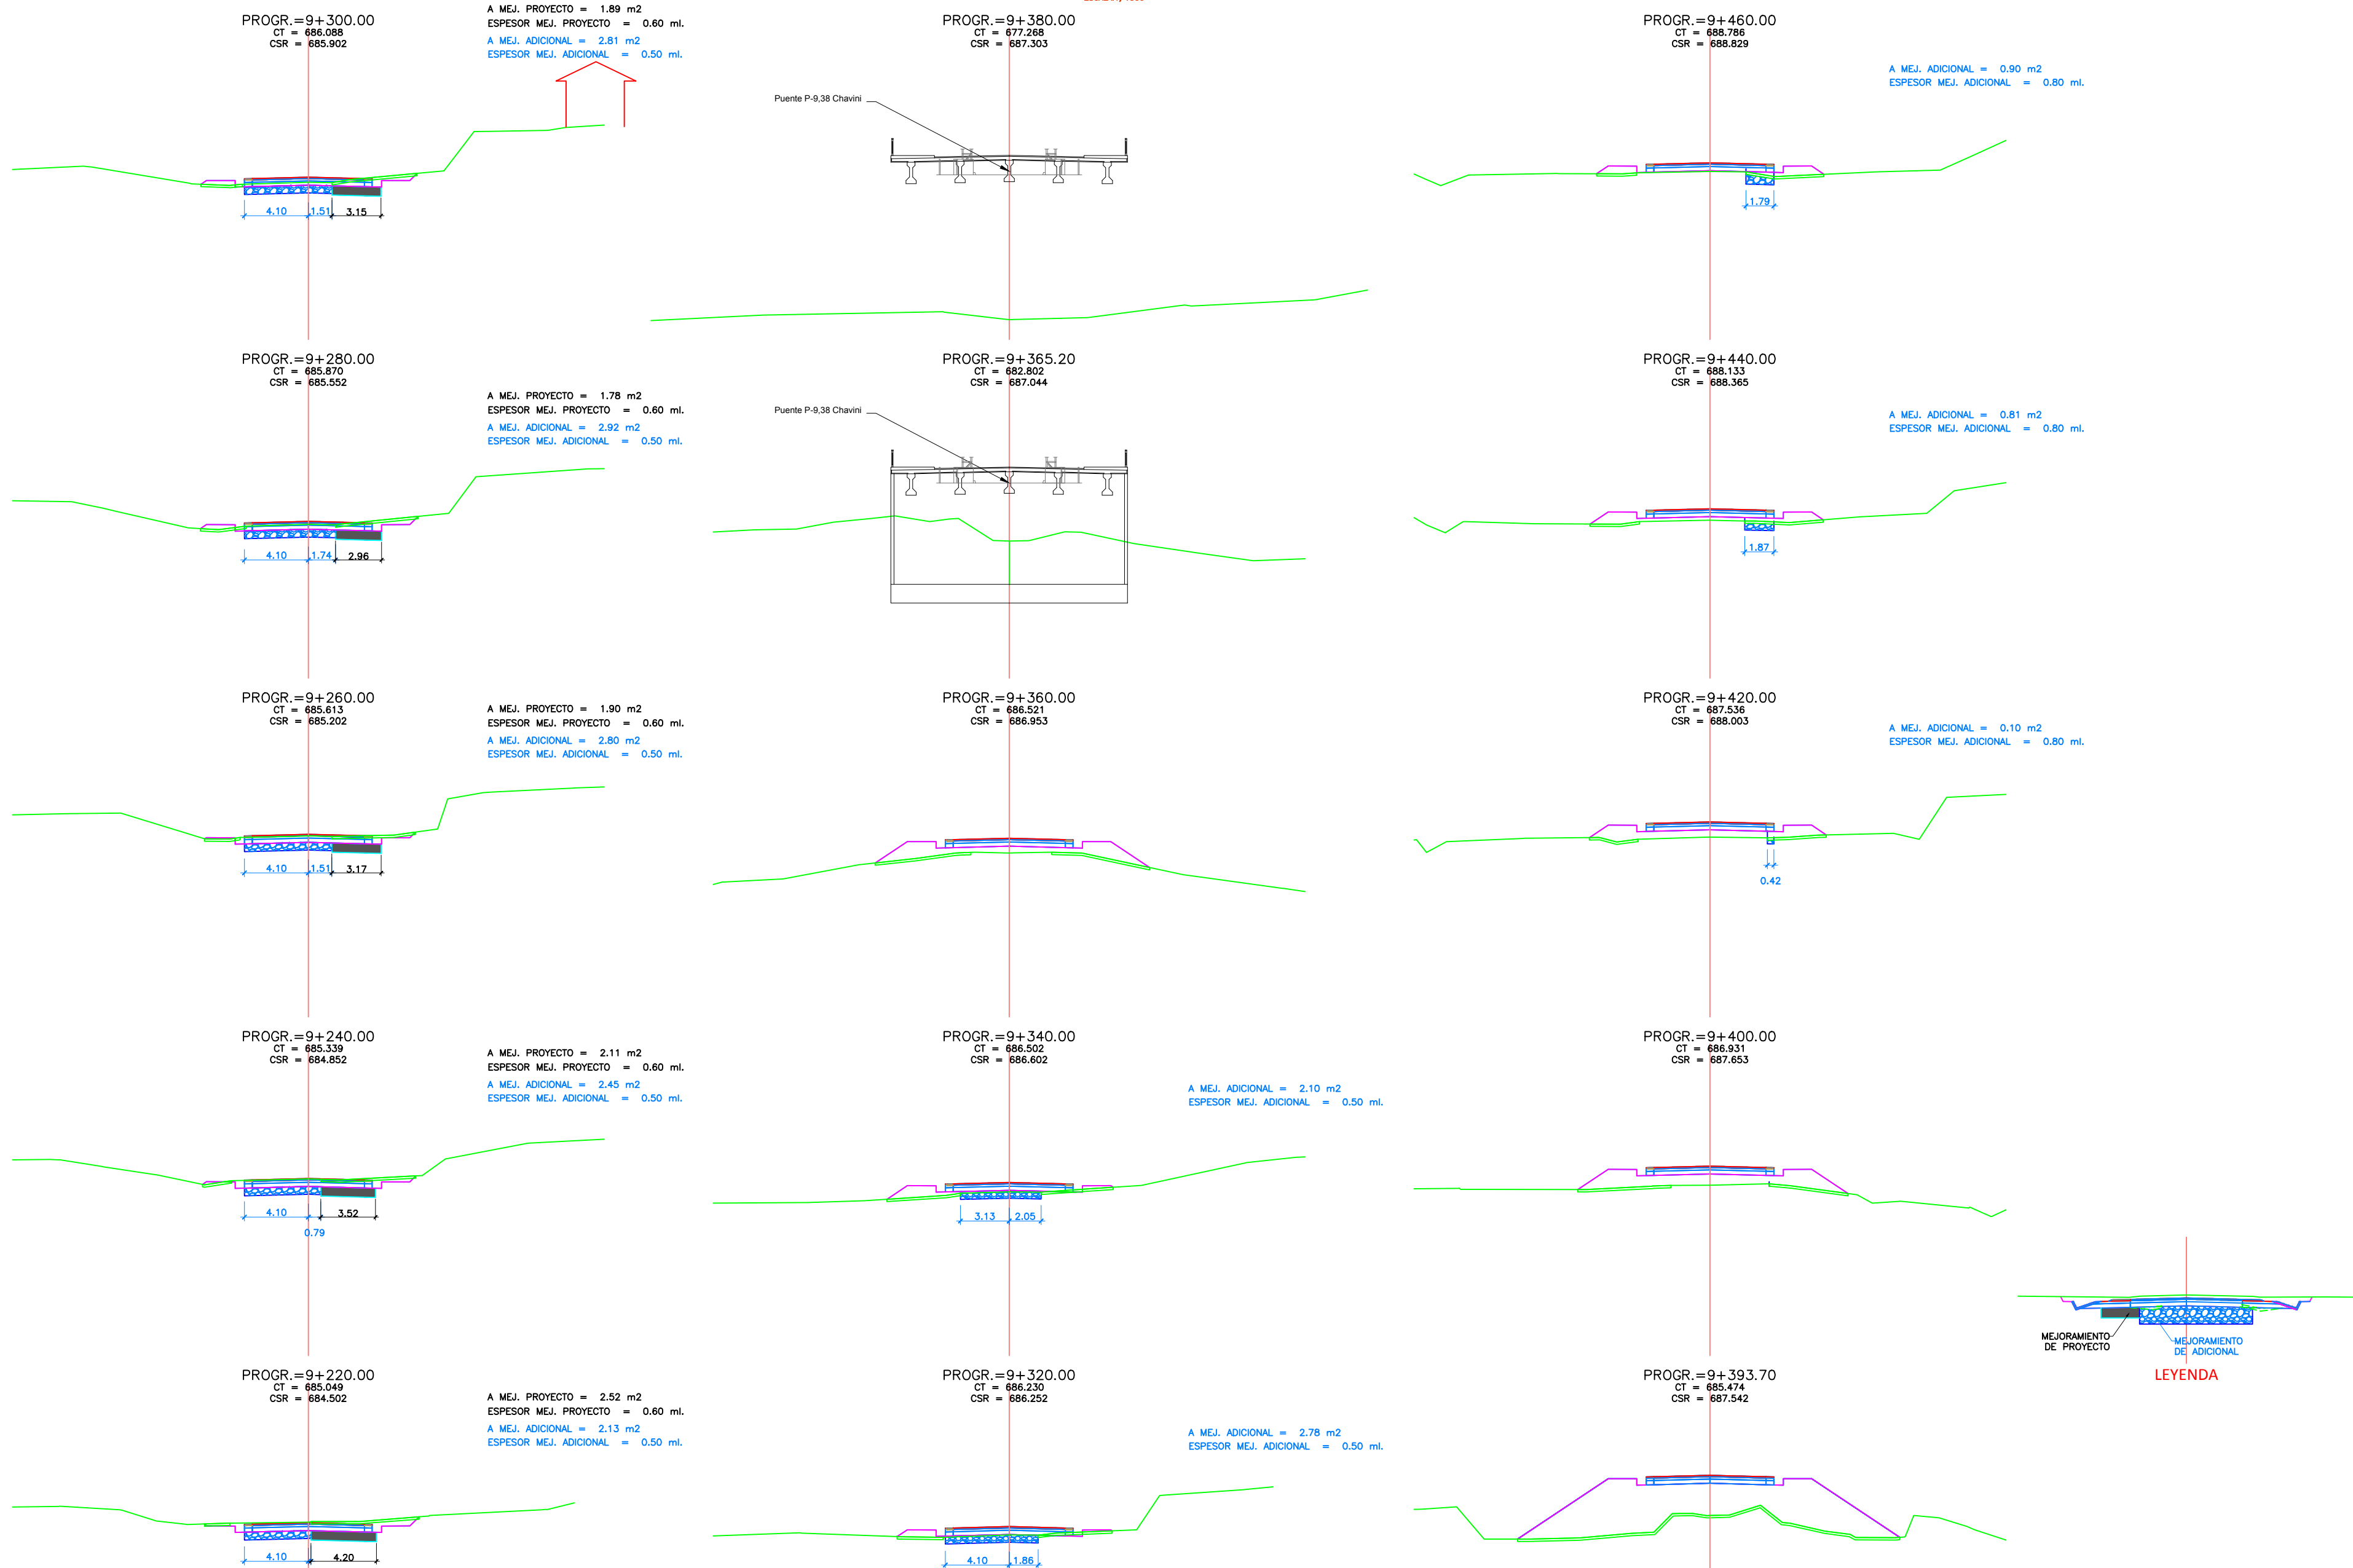 PROGR.=9+300.00
CT = 686.088
CSR = 685.902
A MEJ. PROYECTO = 1.89 m2
ESPESOR MEJ. PROYECTO = 0.60 ml.
A MEJ. ADICIONAL = 2.81 m2
ESPESOR MEJ. ADICIONAL = 0.50 ml.
4.10 1.51 3.15
PROGR.=9+280.00
CT = 685.870
CSR = 685.552
A MEJ. PROYECTO = 1.78 m2
ESPESOR MEJ. PROYECTO = 0.60 ml.
A MEJ. ADICIONAL = 2.92 m2
ESPESOR MEJ. ADICIONAL = 0.50 ml.
4.10 1.74 2.96
PROGR.=9+260.00
CT = 685.613
CSR = 685.202
A MEJ. PROYECTO = 1.90 m2
ESPESOR MEJ. PROYECTO = 0.60 ml.
A MEJ. ADICIONAL = 2.80 m2
ESPESOR MEJ. ADICIONAL = 0.50 ml.
4.10 1.51 3.17
PROGR.=9+240.00
CT = 685.339
CSR = 684.852
A MEJ. PROYECTO = 2.11 m2
ESPESOR MEJ. PROYECTO = 0.60 ml.
A MEJ. ADICIONAL = 2.45 m2
ESPESOR MEJ. ADICIONAL = 0.50 ml.
4.10 3.52
0.79
PROGR.=9+220.00
CT = 685.049
CSR = 684.502
A MEJ. PROYECTO = 2.52 m2
ESPESOR MEJ. PROYECTO = 0.60 ml.
A MEJ. ADICIONAL = 2.13 m2
ESPESOR MEJ. ADICIONAL = 0.50 ml.
4.10 4.20
PROGR.=9+380.00
CT = 677.268
CSR = 687.303
Puente P-9,38 Chavini
PROGR.=9+365.20
CT = 682.802
CSR = 687.044
Puente P-9,38 Chavini
PROGR.=9+360.00
CT = 686.521
CSR = 686.953
PROGR.=9+340.00
CT = 686.502
CSR = 686.602
A MEJ. ADICIONAL = 2.10 m2
ESPESOR MEJ. ADICIONAL = 0.50 ml.
3.13 2.05
PROGR.=9+320.00
CT = 686.230
CSR = 686.252
A MEJ. ADICIONAL = 2.78 m2
ESPESOR MEJ. ADICIONAL = 0.50 ml.
4.10 1.86
PROGR.=9+460.00
CT = 688.786
CSR = 688.829
A MEJ. ADICIONAL = 0.90 m2
ESPESOR MEJ. ADICIONAL = 0.80 ml.
1.79
PROGR.=9+440.00
CT = 688.133
CSR = 688.365
A MEJ. ADICIONAL = 0.81 m2
ESPESOR MEJ. ADICIONAL = 0.80 ml.
1.87
PROGR.=9+420.00
CT = 687.536
CSR = 688.003
A MEJ. ADICIONAL = 0.10 m2
ESPESOR MEJ. ADICIONAL = 0.80 ml.
0.42
PROGR.=9+400.00
CT = 686.931
CSR = 687.653
PROGR.=9+393.70
CT = 685.474
CSR = 687.542
MEJORAMIENTO
DE PROYECTO
MEJORAMIENTO
DE ADICIONAL
LEYENDA